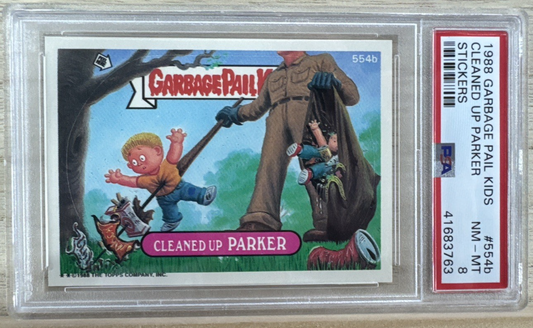 554b
GARBAGE PAIL K
CLEANED UP PARKER
©1988 THE TOPPS COMPANY, INC.
1988 GARBAGE PAIL KIDS #554b
CLEANED UP PARKER NM - MT
STICKERS 8
PSA 41683763